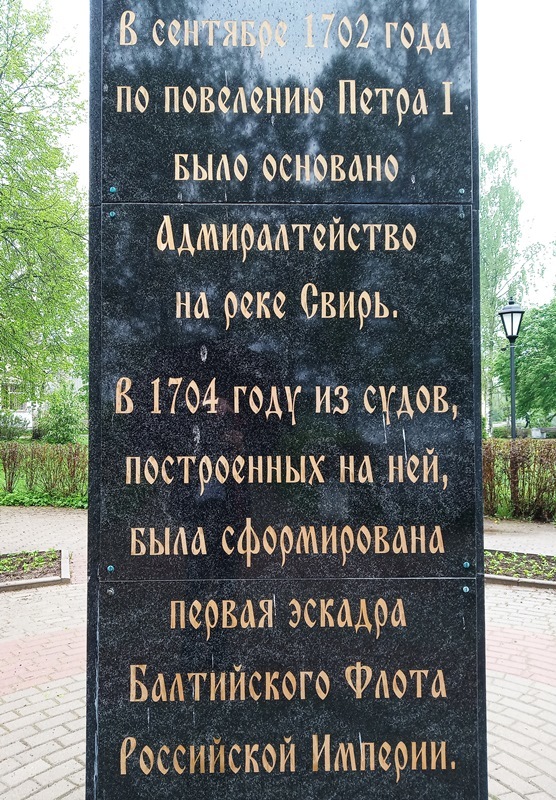 В сентябре 1702 года
по повелению Петра I
было основано
Адмиралтейство
на реке Свирь.
В 1704 году из судов,
построенных на ней,
была сформирована
первая эскадра
Балтийского Флота
Российской Империи.